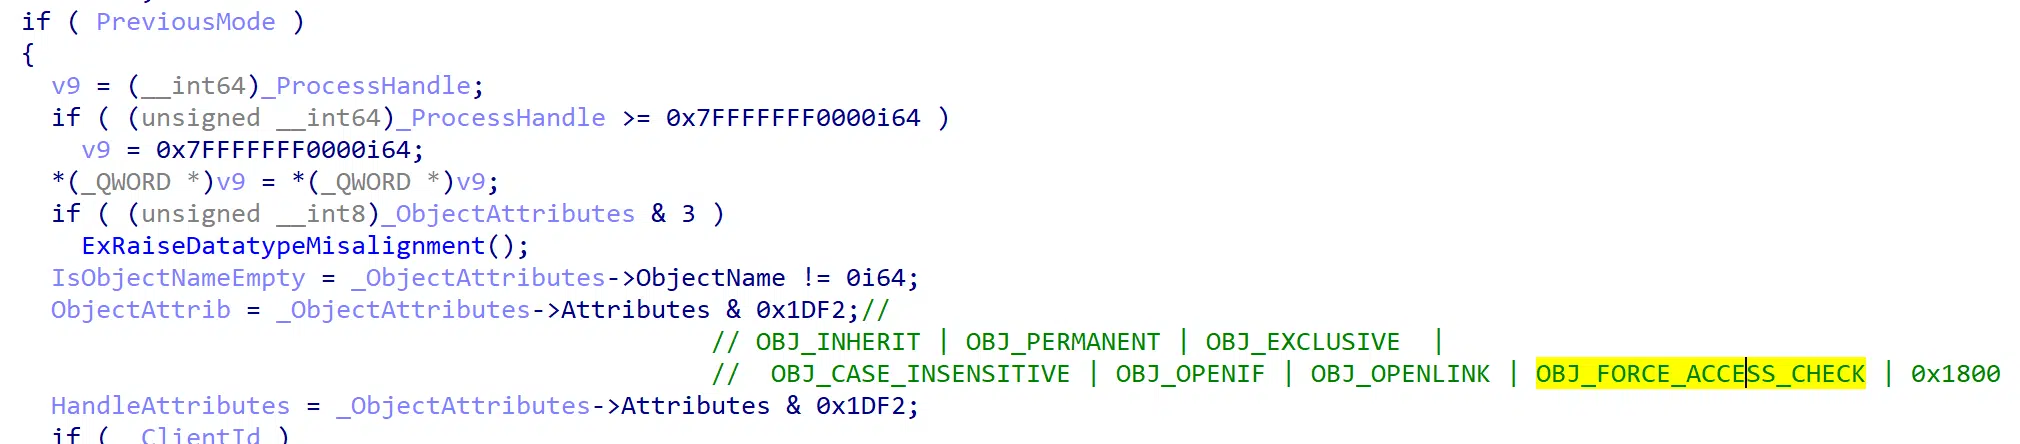 if ( PreviousMode )
{
v9 = (__int64)_ProcessHandle;
if ( (unsigned __int64)_ProcessHandle >= 0x7FFFFFFF0000i64 )
v9 = 0x7FFFFFFF0000i64;
*(_QWORD *)v9 = *(_QWORD *)v9;
if ( (unsigned __int8)_ObjectAttributes & 3 )
ExRaiseDatatypeMisalignment();
IsObjectNameEmpty = _ObjectAttributes->ObjectName != 0i64;
ObjectAttrib = _ObjectAttributes->Attributes & 0x1DF2;//
// OBJ_INHERIT | OBJ_PERMANENT | OBJ_EXCLUSIVE |
// OBJ_CASE_INSENSITIVE | OBJ_OPENIF | OBJ_OPENLINK | OBJ_FORCE_ACCESS_CHECK | 0x1800
HandleAttributes = _ObjectAttributes->Attributes & 0x1DF2;
if ( _ClientId )